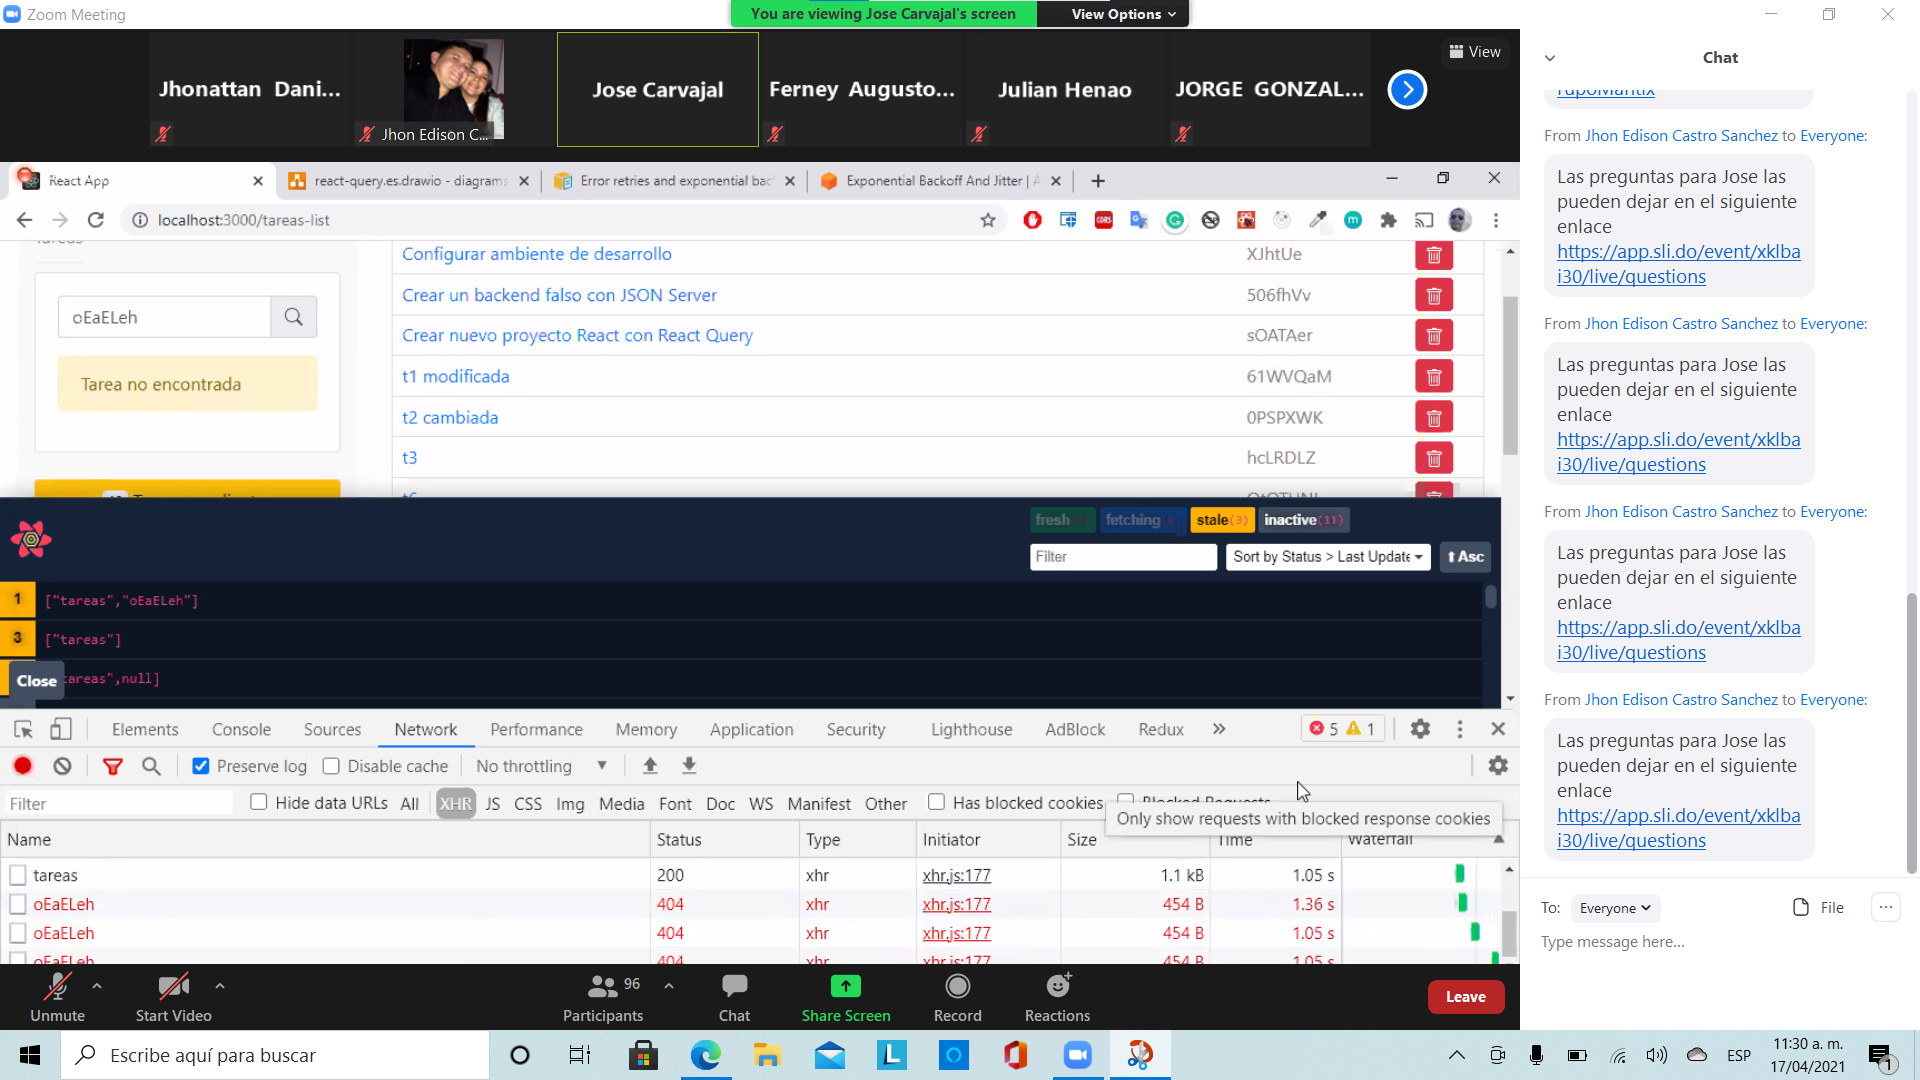 Zoom Meeting
You are viewing Jose Carvajal's screen
View Options
Jhonattan Dani...
Jhon Edison C...
Jose Carvajal
Ferney Augusto...
Julian Henao
JORGE GONZAL...
View
React App
react-query.es.drawio - diagrams
Error retries and exponential bac
Exponential Backoff And Jitter | A
localhost:3000/tareas-list
Configurar ambiente de desarrollo XJhtUe
oEaELeh
Crear un backend falso con JSON Server 506fhVv
Crear nuevo proyecto React con React Query sOATAer
Tarea no encontrada
t1 modificada 61WVQaM
t2 cambiada 0PSPXWK
t3 hcLRDLZ
fresh
fetching
stale (3)
inactive (11)
Filter
Sort by Status > Last Update
Asc
1 ["tareas","oEaELeh"]
3 ["tareas"]
Close
tareas",null]
Elements Console Sources Network Performance Memory Application Security Lighthouse AdBlock Redux 5 1
Preserve log Disable cache No throttling
Filter Hide data URLs All XHR JS CSS Img Media Font Doc WS Manifest Other Has blocked cookies Blocked Requests
Only show requests with blocked response cookies
Name Status Type Initiator Size Time Waterfall
tareas 200 xhr xhr.js:177 1.1 kB 1.05 s
oEaELeh 404 xhr xhr.js:177 454 B 1.36 s
oEaELeh 404 xhr xhr.js:177 454 B 1.05 s
oEaELeh 404 xhr xhr.js:177 454 B 1.05 s
Unmute
Start Video
96
Participants
Chat
Share Screen
Record
Reactions
Leave
Chat
rupoMantix
From Jhon Edison Castro Sanchez to Everyone:
Las preguntas para Jose las
pueden dejar en el siguiente
enlace
https://app.sli.do/event/xklba
i30/live/questions
From Jhon Edison Castro Sanchez to Everyone:
Las preguntas para Jose las
pueden dejar en el siguiente
enlace
https://app.sli.do/event/xklba
i30/live/questions
From Jhon Edison Castro Sanchez to Everyone:
Las preguntas para Jose las
pueden dejar en el siguiente
enlace
https://app.sli.do/event/xklba
i30/live/questions
From Jhon Edison Castro Sanchez to Everyone:
Las preguntas para Jose las
pueden dejar en el siguiente
enlace
https://app.sli.do/event/xklba
i30/live/questions
To: Everyone
File
Type message here...
Escribe aquí para buscar
ESP
11:30 a. m.
17/04/2021
1